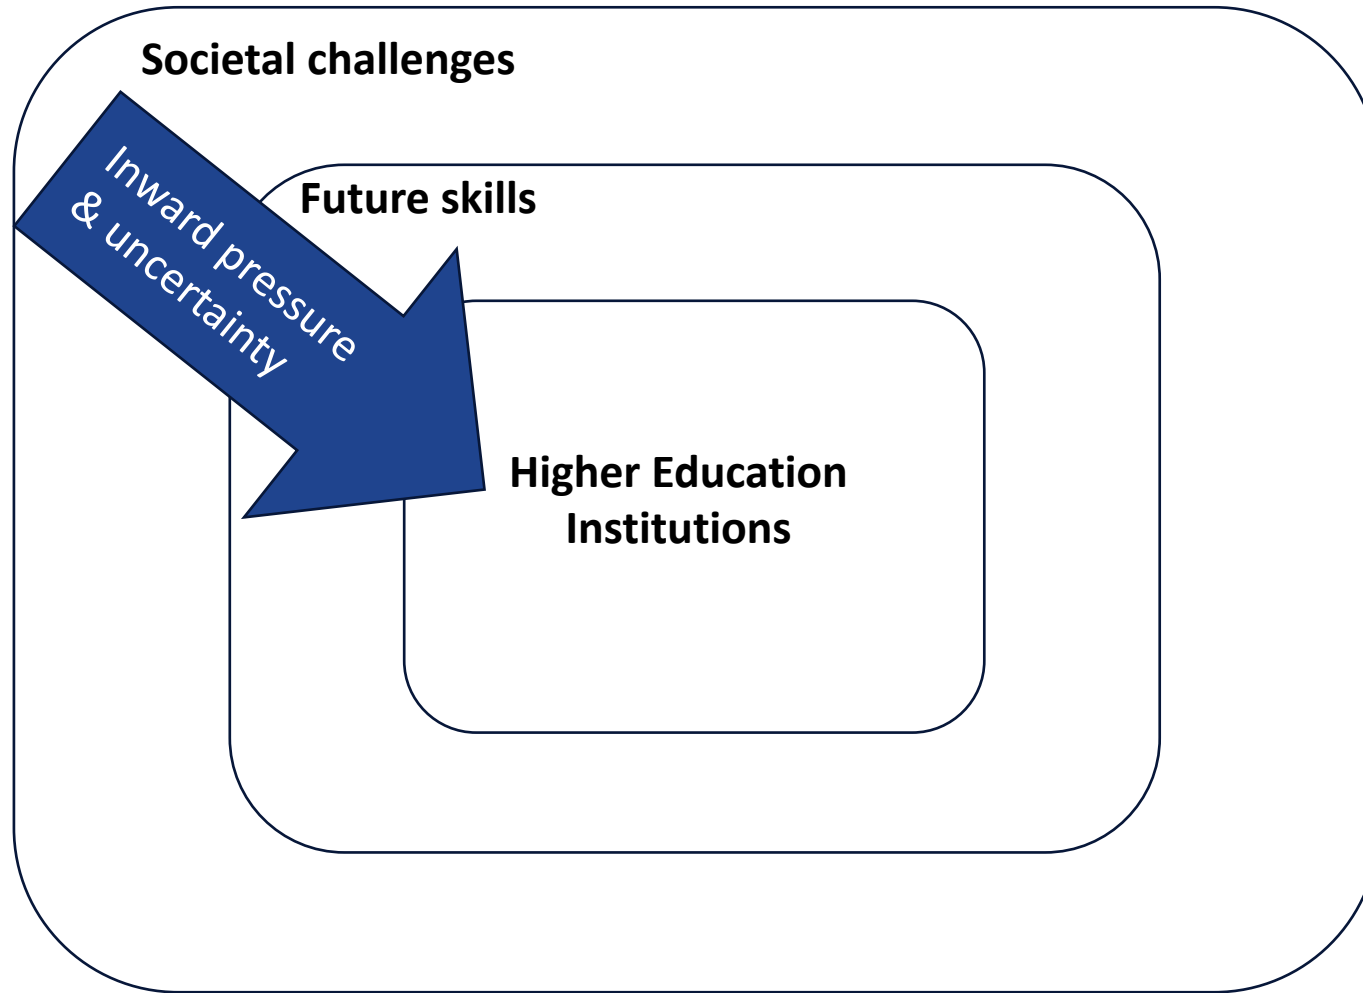 Societal challenges
Inward pressure
& uncertainty
Future skills
Higher Education
Institutions